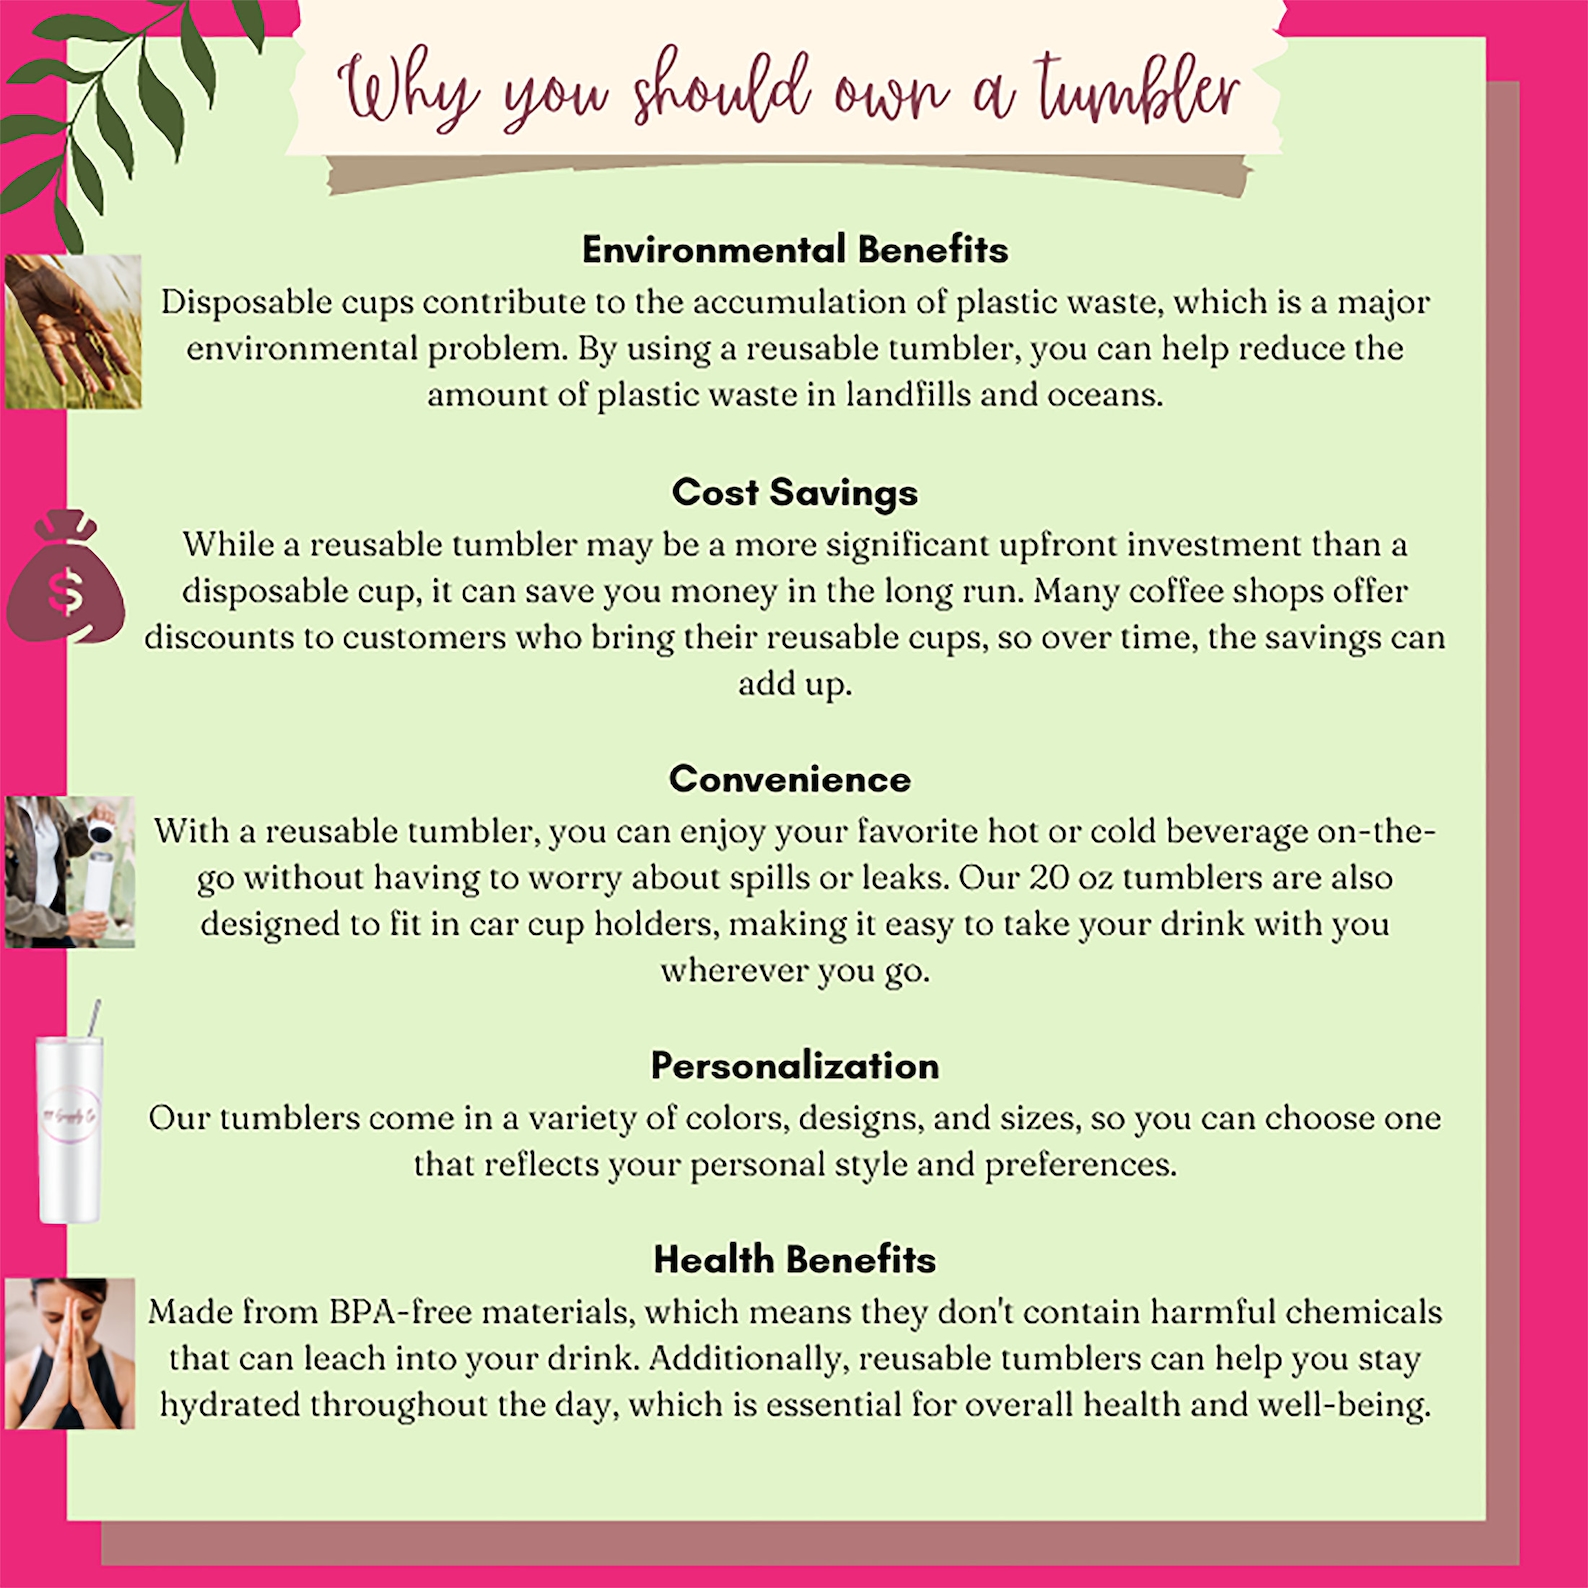 Why you should own a tumbler
Environmental Benefits
Disposable cups contribute to the accumulation of plastic waste, which is a major
environmental problem. By using a reusable tumbler, you can help reduce the
amount of plastic waste in landfills and oceans.
Cost Savings
While a reusable tumbler may be a more significant upfront investment than a
disposable cup, it can save you money in the long run. Many coffee shops offer
discounts to customers who bring their reusable cups, so over time, the savings can
add up.
$
Convenience
With a reusable tumbler, you can enjoy your favorite hot or cold beverage on-the-
go without having to worry about spills or leaks. Our 20 oz tumblers are also
designed to fit in car cup holders, making it easy to take your drink with you
wherever you go.
Personalization
Our tumblers come in a variety of colors, designs, and sizes, so you can choose one
that reflects your personal style and preferences.
Supply Co
Health Benefits
Made from BPA-free materials, which means they don't contain harmful chemicals
that can leach into your drink. Additionally, reusable tumblers can help you stay
hydrated throughout the day, which is essential for overall health and well-being.